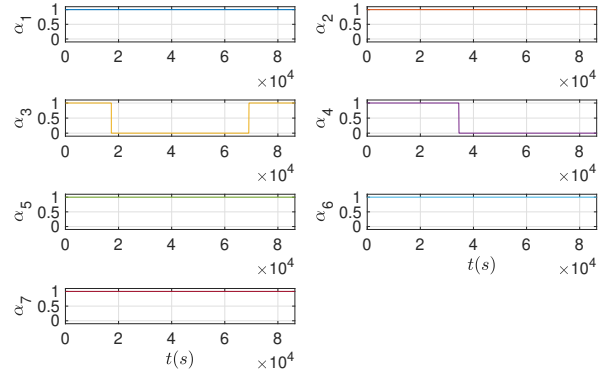 α1 1 0.5 0 0 2 4 6 8 ×10^4
α2 1 0.5 0 0 2 4 6 8 ×10^4
α3 1 0.5 0 0 2 4 6 8 ×10^4
α4 1 0.5 0 0 2 4 6 8 ×10^4
α5 1 0.5 0 0 2 4 6 8 ×10^4
α6 1 0.5 0 0 2 4 6 8 t(s) ×10^4
α7 1 0.5 0 0 2 4 6 8 t(s) ×10^4